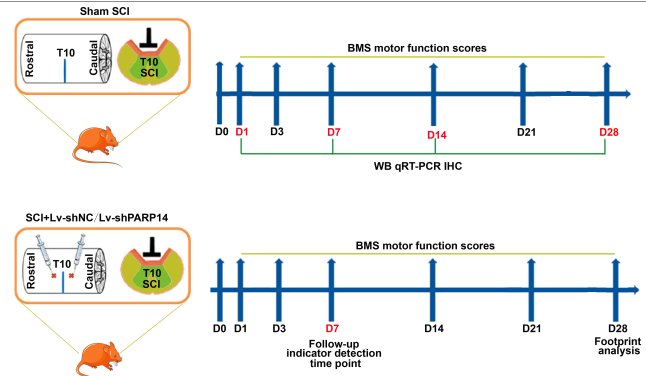 Sham SCI
Rostral
T10
Caudal
T10
SCI
BMS motor function scores
D0
D1
D3
D7
D14
D21
D28
WB qRT-PCR IHC
SCI+Lv-shNC/Lv-shPARP14
Rostral
T10
Caudal
T10
SCI
BMS motor function scores
D0
D1
D3
D7
D14
D21
D28
Follow-up
indicator detection
time point
Footprint
analysis